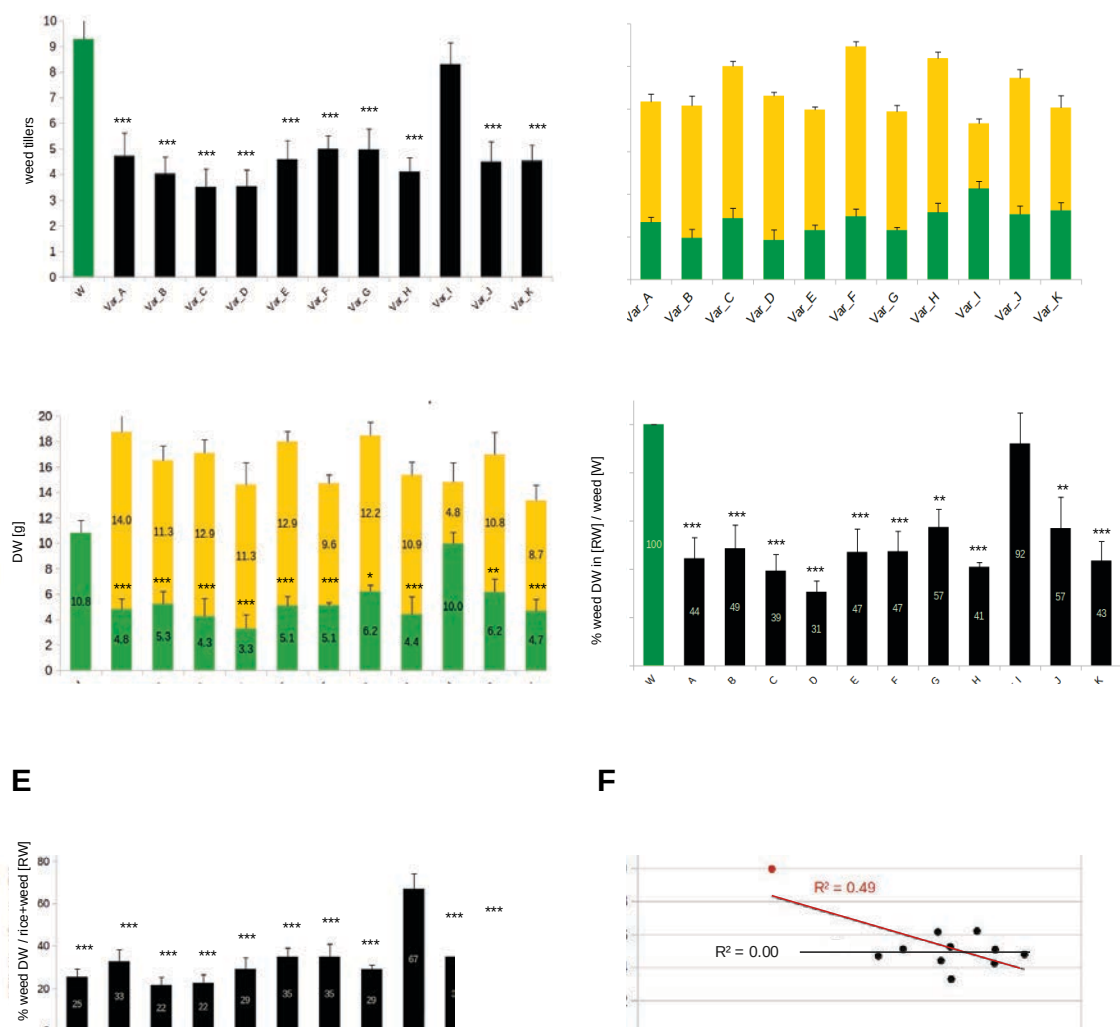 weed tillers
10
9
8
7
6
5
4
3
2
1
0
*** *** *** *** *** *** *** *** *** ***
W Var_A Var_B Var_C Var_D Var_E Var_F Var_G Var_H Var_I Var_J Var_K
Var_A Var_B Var_C Var_D Var_E Var_F Var_G Var_H Var_I Var_J Var_K
DW [g]
20
18
16
14
12
10
8
6
4
2
0
14.0 11.3 12.9 11.3 12.9 9.6 12.2 10.9 4.8 10.8 8.7
*** *** *** *** *** *** * *** ** ***
10.8 4.8 5.3 4.3 3.3 5.1 5.1 6.2 4.4 10.0 6.2 4.7
% weed DW in [RW] / weed [W]
*** *** *** *** *** *** ** *** ** ***
100 44 49 39 31 47 47 57 41 92 57 43
W A B C D E F G H I J K
E
F
% weed DW / rice+weed [RW]
80
40
20
*** *** *** *** *** *** *** *** *** ***
25 33 22 22 29 35 35 29 67
R² = 0.49
R² = 0.00